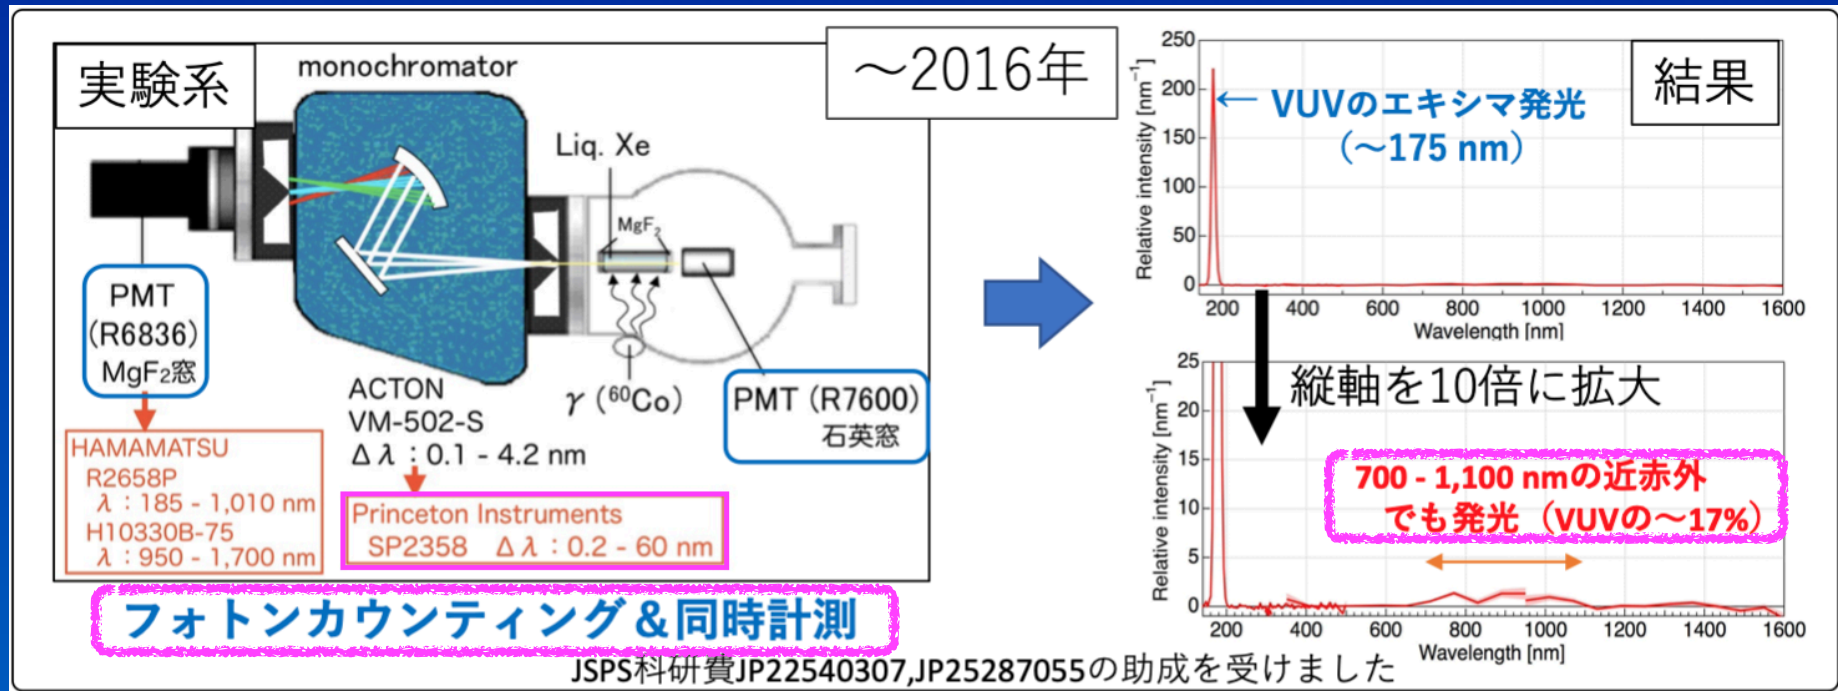 実験系
monochromator
～2016年
Liq. Xe
MgF₂
PMT
(R6836)
MgF₂窓
HAMAMATSU
R2658P
λ：185 - 1,010 nm
H10330B-75
λ：950 - 1,700 nm
ACTON
VM-502-S
Δλ：0.1 - 4.2 nm
Princeton Instruments
SP2358 Δλ：0.2 - 60 nm
γ (⁶⁰Co)
PMT (R7600)
石英窓
フォトンカウンティング＆同時計測
結果
Relative intensity [nm⁻¹]
250
200
150
100
50
0
← VUVのエキシマ発光
（～175 nm）
200 400 600 800 1000 1200 1400 1600
Wavelength [nm]
縦軸を10倍に拡大
Relative intensity [nm⁻¹]
25
20
15
10
5
0
700 - 1,100 nmの近赤外
でも発光（VUVの～17%）
200 400 600 800 1000 1200 1400 1600
Wavelength [nm]
JSPS科研費JP22540307,JP25287055の助成を受けました